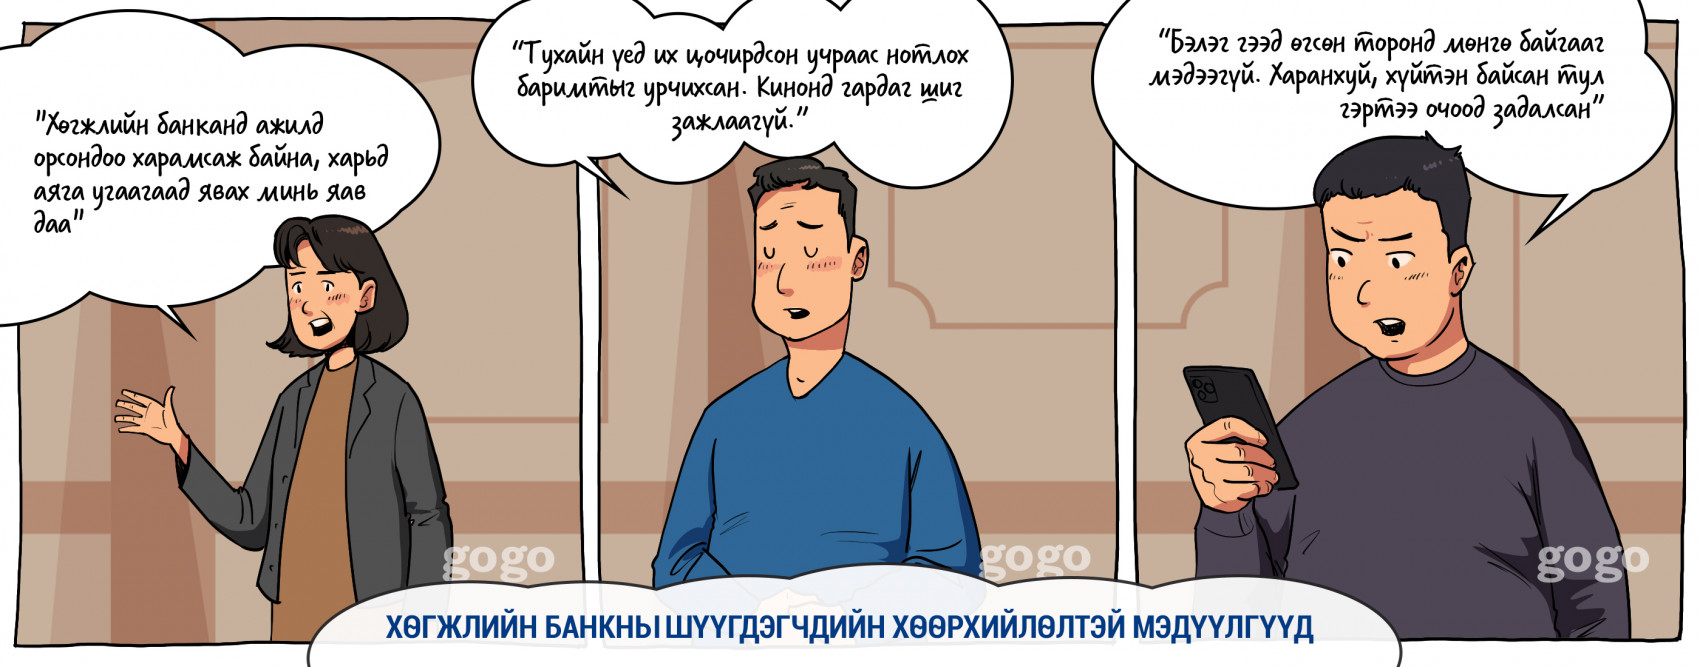 "Хөгжлийн банканд ажилд
орсондоо харамсаж байна, харьд
аяга угаагаад явах минь яав
даа"
"Тухайн үед их цочирдсон учраас нотлох
баримтыг урчихсан. Кинонд гардаг шиг
зажлаагүй."
"Бэлэг гээд өгсөн торонд мөнгө байгааг
мэдээгүй. Харанхуй, хүйтэн байсан тул
гэртээ очоод задалсан"
gogo
gogo
gogo
ХӨГЖЛИЙН БАНКНЫ ШҮҮГДЭГЧДИЙН ХӨӨРХИЙЛӨЛТЭЙ МЭДҮҮЛГҮҮД